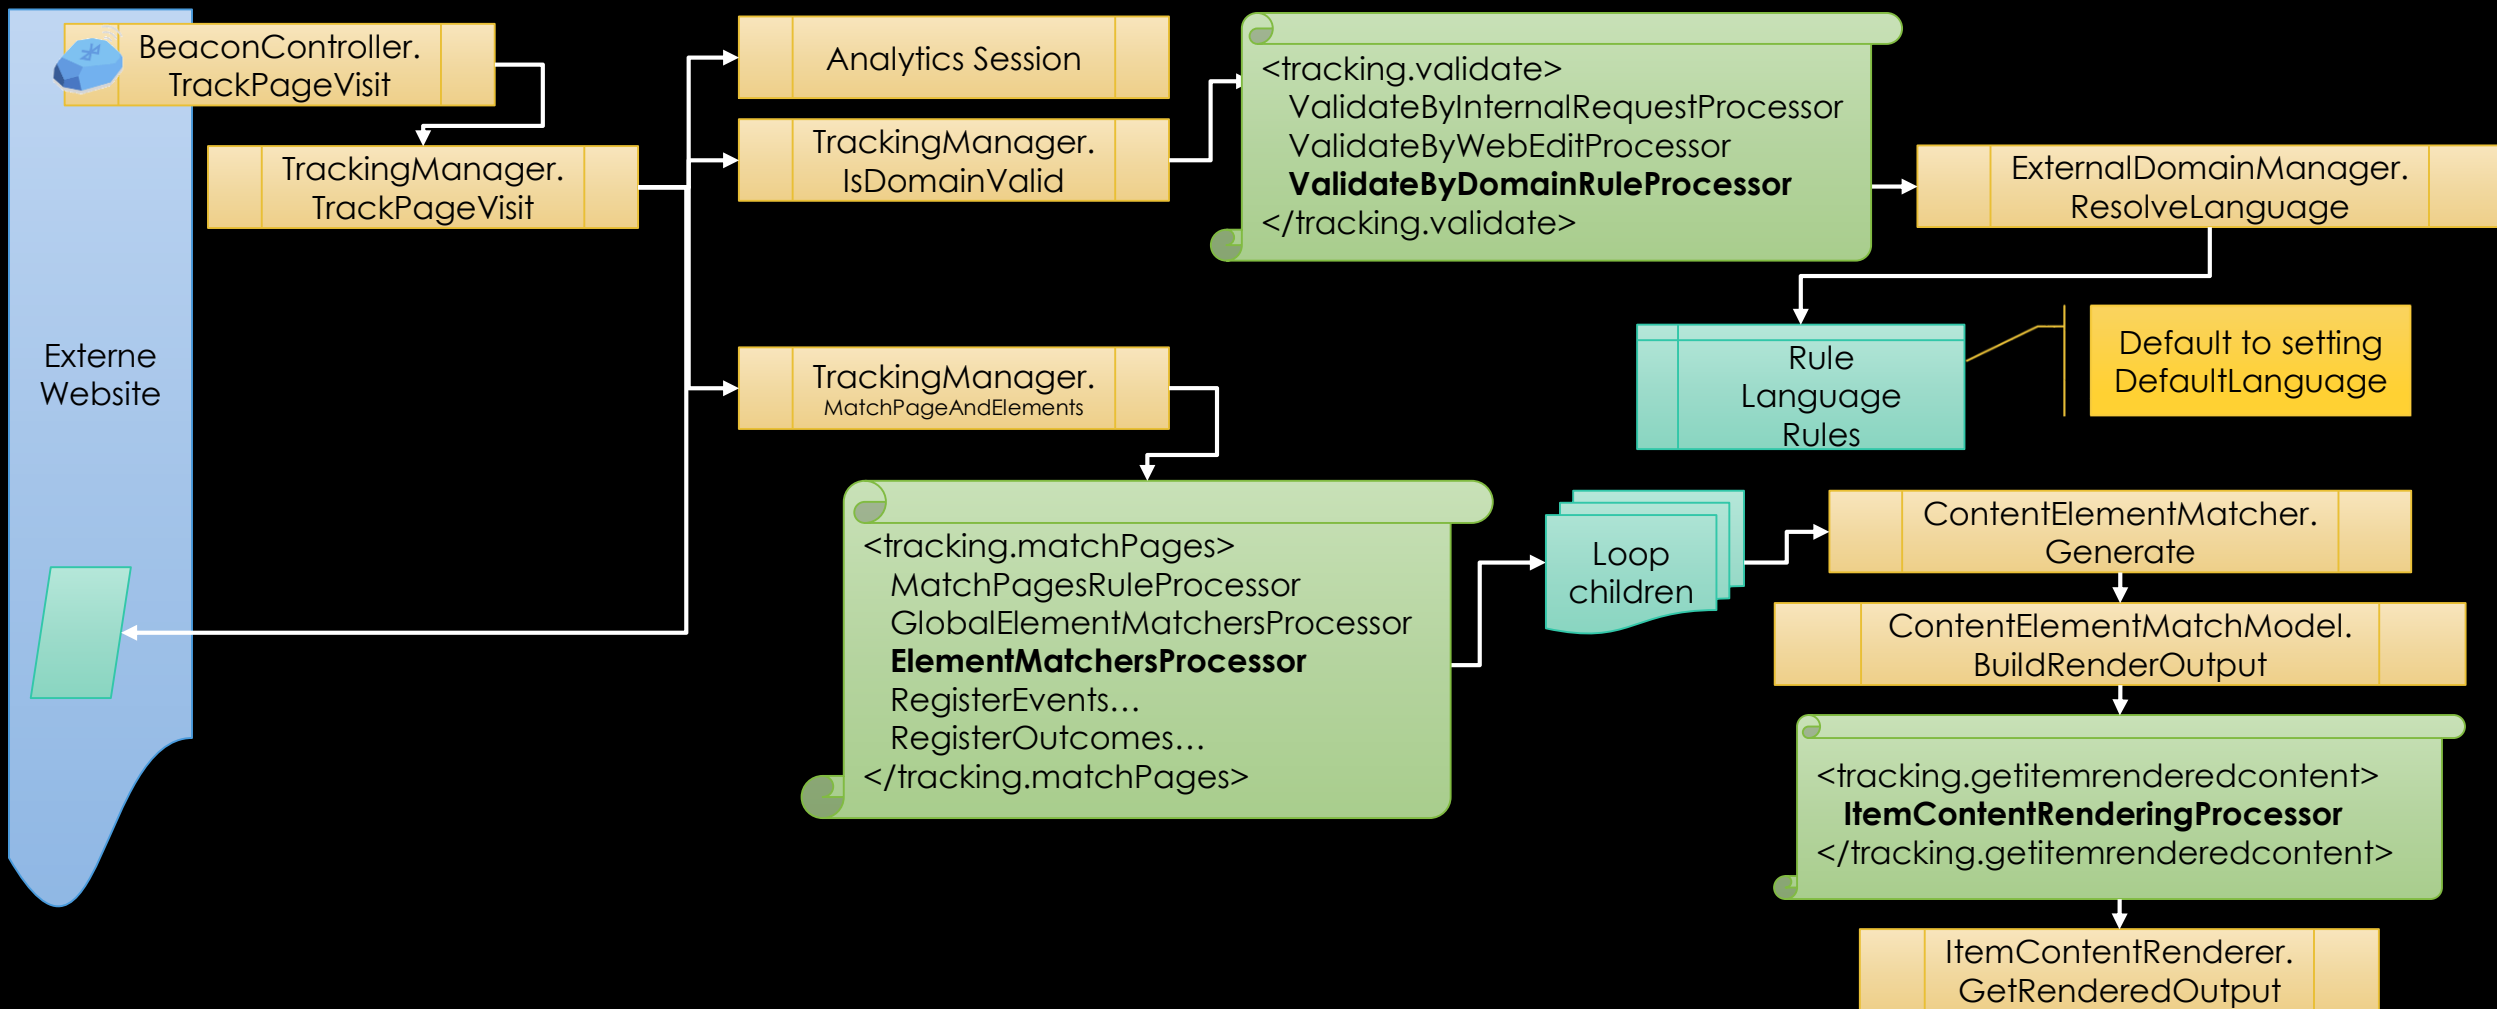 BeaconController.
TrackPageVisit
TrackingManager.
TrackPageVisit
Externe
Website
Analytics Session
TrackingManager.
IsDomainValid
<tracking.validate>
ValidateByInternalRequestProcessor
ValidateByWebEditProcessor
ValidateByDomainRuleProcessor
</tracking.validate>
ExternalDomainManager.
ResolveLanguage
Rule
Language
Rules
Default to setting
DefaultLanguage
TrackingManager.
MatchPageAndElements
<tracking.matchPages>
MatchPagesRuleProcessor
GlobalElementMatchersProcessor
ElementMatchersProcessor
RegisterEvents…
RegisterOutcomes…
</tracking.matchPages>
Loop
children
ContentElementMatcher.
Generate
ContentElementMatchModel.
BuildRenderOutput
<tracking.getitemrenderedcontent>
ItemContentRenderingProcessor
</tracking.getitemrenderedcontent>
ItemContentRenderer.
GetRenderedOutput